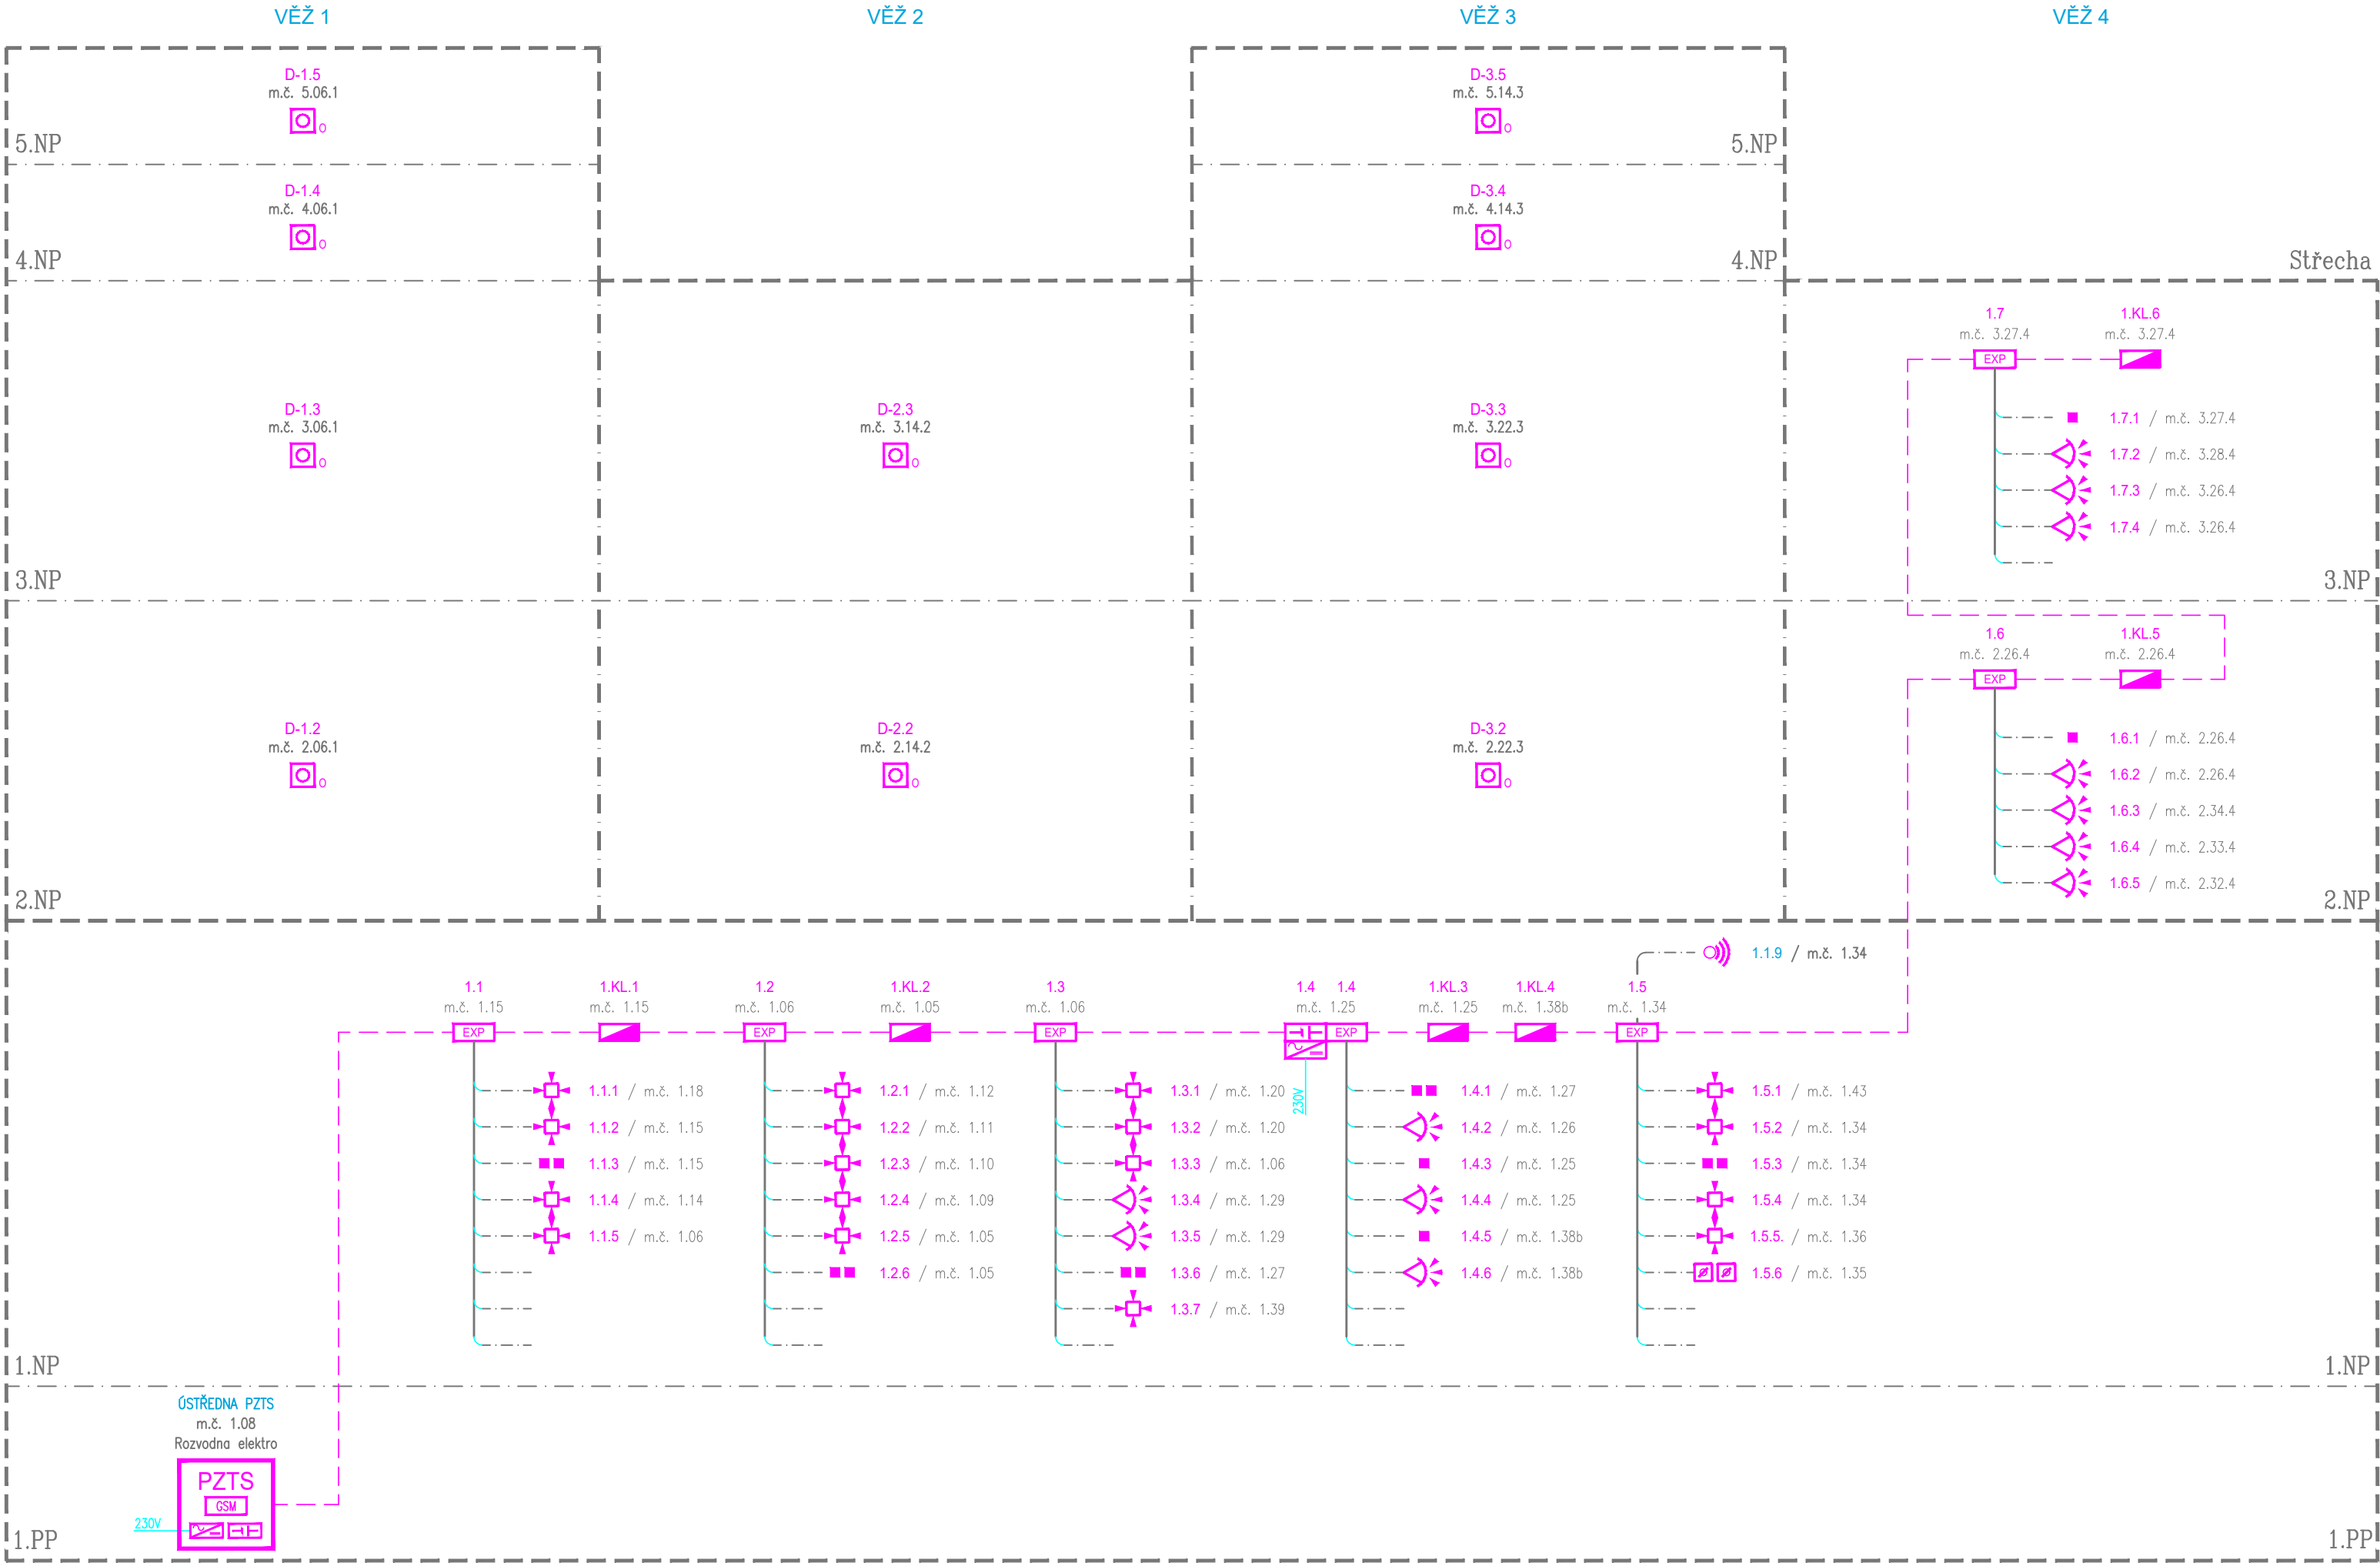 VĚŽ 1
VĚŽ 2
VĚŽ 3
VĚŽ 4
D-1.5
m.č. 5.06.1
O
5.NP
D-3.5
m.č. 5.14.3
O
5.NP
D-1.4
m.č. 4.06.1
O
4.NP
D-3.4
m.č. 4.14.3
O
4.NP
Střecha
D-1.3
m.č. 3.06.1
O
3.NP
D-2.3
m.č. 3.14.2
O
D-3.3
m.č. 3.22.3
O
1.7
m.č. 3.27.4
EXP
1.KL.6
m.č. 3.27.4
1.7.1 / m.č. 3.27.4
1.7.2 / m.č. 3.28.4
1.7.3 / m.č. 3.26.4
1.7.4 / m.č. 3.26.4
3.NP
D-1.2
m.č. 2.06.1
O
2.NP
D-2.2
m.č. 2.14.2
O
D-3.2
m.č. 2.22.3
O
1.6
m.č. 2.26.4
EXP
1.KL.5
m.č. 2.26.4
1.6.1 / m.č. 2.26.4
1.6.2 / m.č. 2.26.4
1.6.3 / m.č. 2.34.4
1.6.4 / m.č. 2.33.4
1.6.5 / m.č. 2.32.4
2.NP
1.1
m.č. 1.15
EXP
1.KL.1
m.č. 1.15
1.1.1 / m.č. 1.18
1.1.2 / m.č. 1.15
1.1.3 / m.č. 1.15
1.1.4 / m.č. 1.14
1.1.5 / m.č. 1.06
1.2
m.č. 1.06
EXP
1.KL.2
m.č. 1.05
1.2.1 / m.č. 1.12
1.2.2 / m.č. 1.11
1.2.3 / m.č. 1.10
1.2.4 / m.č. 1.09
1.2.5 / m.č. 1.05
1.2.6 / m.č. 1.05
1.3
m.č. 1.06
EXP
1.3.1 / m.č. 1.20
1.3.2 / m.č. 1.20
1.3.3 / m.č. 1.06
1.3.4 / m.č. 1.29
1.3.5 / m.č. 1.29
1.3.6 / m.č. 1.27
1.3.7 / m.č. 1.39
1.4 1.4
m.č. 1.25
EXP
230V
1.KL.3
m.č. 1.25
1.KL.4
m.č. 1.38b
1.4.1 / m.č. 1.27
1.4.2 / m.č. 1.26
1.4.3 / m.č. 1.25
1.4.4 / m.č. 1.25
1.4.5 / m.č. 1.38b
1.4.6 / m.č. 1.38b
1.1.9 / m.č. 1.34
1.5
m.č. 1.34
EXP
1.5.1 / m.č. 1.43
1.5.2 / m.č. 1.34
1.5.3 / m.č. 1.34
1.5.4 / m.č. 1.34
1.5.5. / m.č. 1.36
1.5.6 / m.č. 1.35
1.NP
1.NP
ÚSTŘEDNA PZTS
m.č. 1.08
Rozvodna elektro
PZTS
GSM
230V
1.PP
1.PP